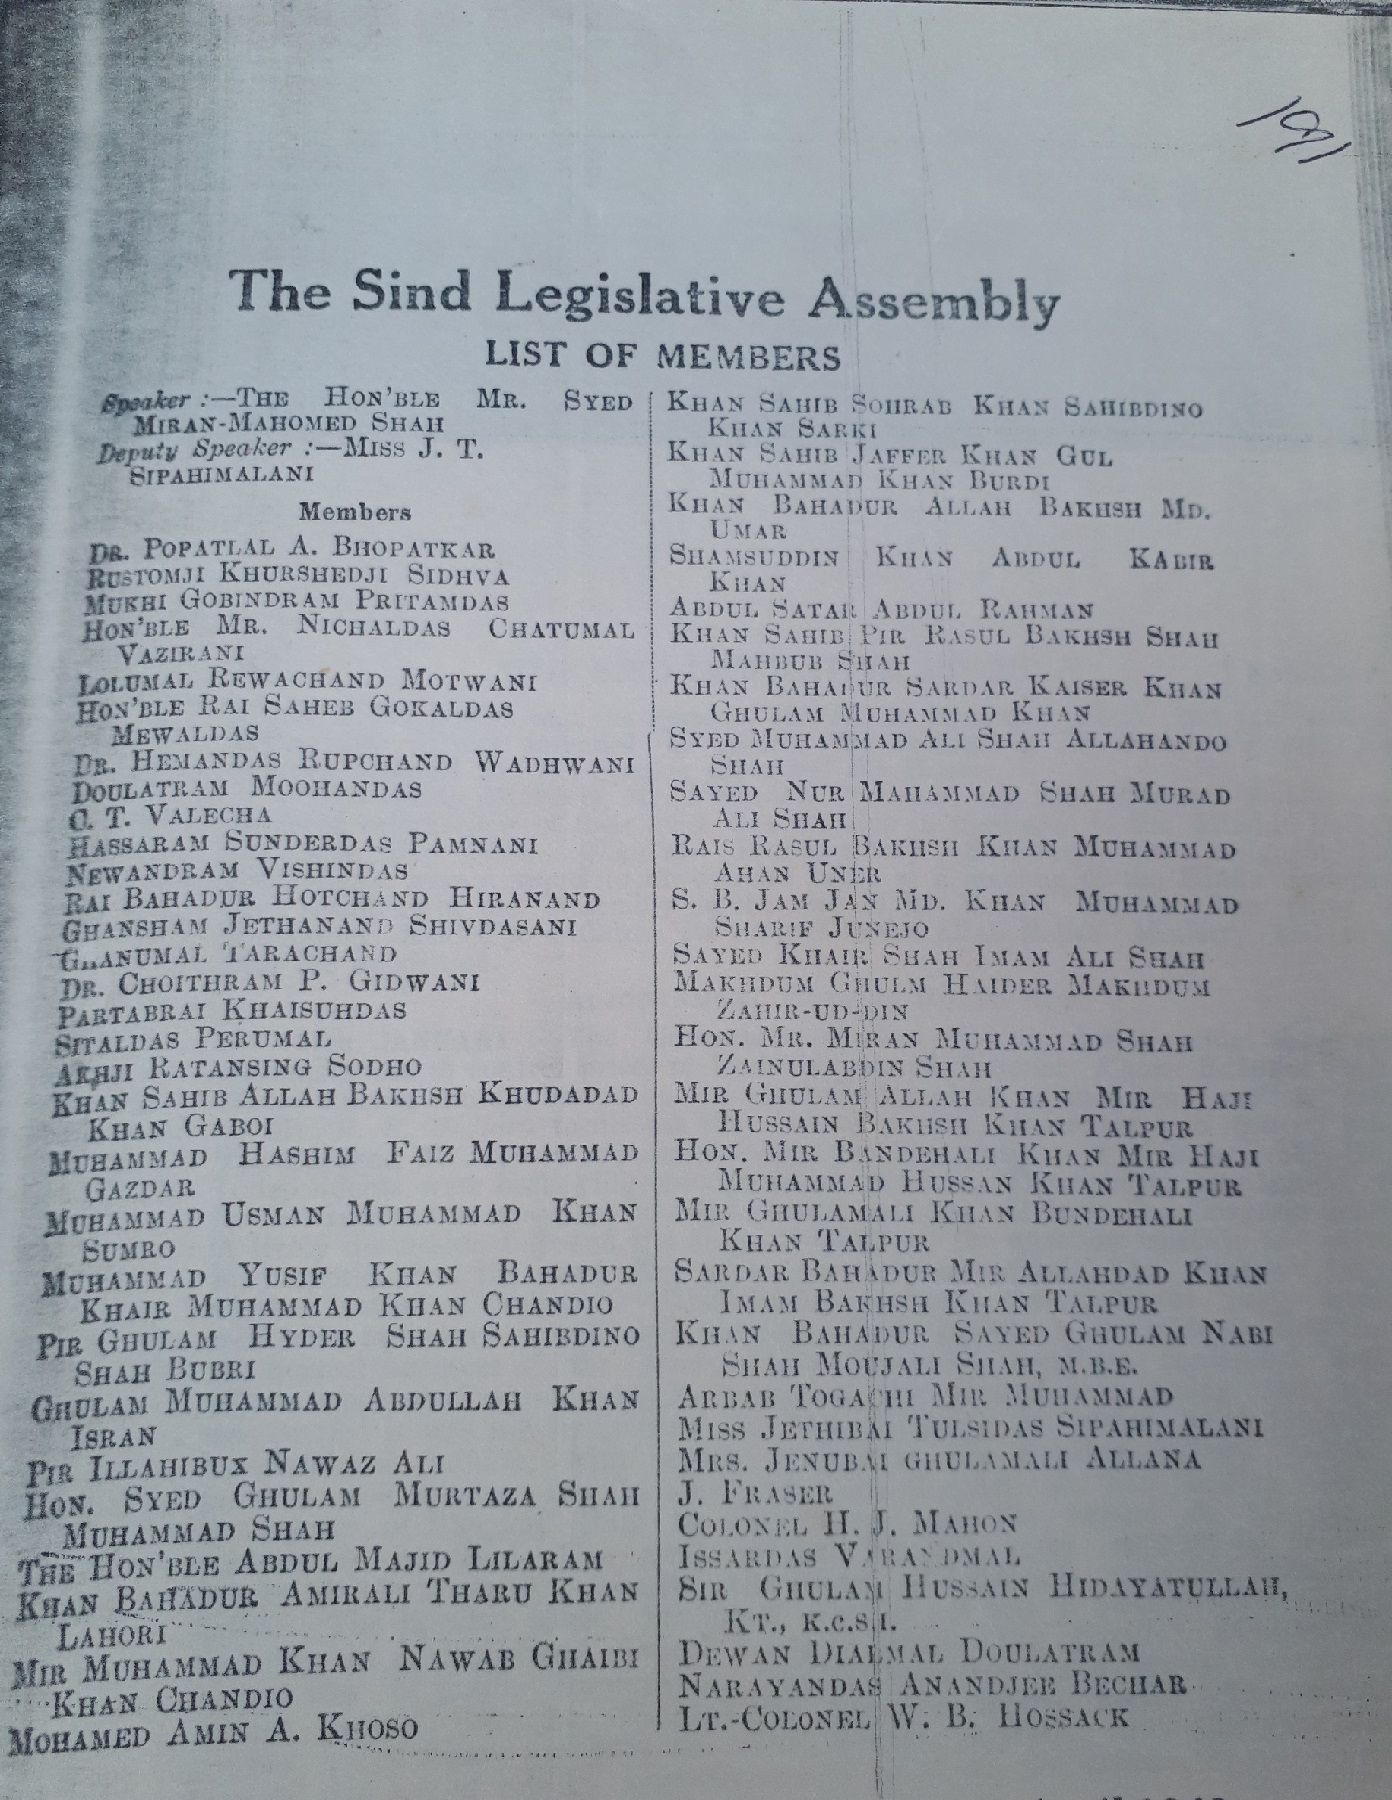 The Sind Legislative Assembly
LIST OF MEMBERS
Speaker :—THE HON'BLE MR. SYED
MIRAN-MAHOMED SHAH
Deputy Speaker :—MISS J. T.
SIPAHIMALANI
Members
DR. POPATLAL A. BHOPATKAR
RUSTOMJI KHURSHEDJI SIDHVA
MUKHI GOBINDRAM PRITAMDAS
HON'BLE MR. NICHALDAS CHATUMAL
VAZIRANI
LOLUMAL REWACHAND MOTWANI
HON'BLE RAI SAHEB GOKALDAS
MEWALDAS
DR. HEMANDAS RUPCHAND WADHWANI
DOULATRAM MOOHANDAS
C. T. VALECHA
HASSARAM SUNDERDAS PAMNANI
NEWANDRAM VISHINDAS
RAI BAHADUR HOTCHAND HIRANAND
GHANSHAM JETHANAND SHIVDASANI
TARACHAND
DR. CHOITHRAM P. GIDWANI
PARTABRAI KHAISUHDAS
SITALDAS PERUMAL
AKHJI RATANSING SODHO
KHAN SAHIB ALLAH BAKHSH KHUDADAD
KHAN GABOI
MUHAMMAD HASHIM FAIZ MUHAMMAD
GAZDAR
MUHAMMAD USMAN MUHAMMAD KHAN
SUMRO
MUHAMMAD YUSIF KHAN BAHADUR
KHAIR MUHAMMAD KHAN CHANDIO
PIR GHULAM HYDER SHAH SAHIBDINO
SHAH BUBRI
GHULAM MUHAMMAD ABDULLAH KHAN
ISRAN
PIR ILLAHIBUX NAWAZ ALI
HON. SYED GHULAM MURTAZA SHAH
MUHAMMAD SHAH
THE HON'BLE ABDUL MAJID LILARAM
KHAN BAHADUR AMIRALI THARU KHAN
LAHORI
MIR MUHAMMAD KHAN NAWAB GHAIBI
KHAN CHANDIO
MOHAMED AMIN A. KHOSO
KHAN SAHIB SOHRAB KHAN SAHIBDINO
KHAN SARKI
KHAN SAHIB JAFFER KHAN GUL
MUHAMMAD KHAN BURDI
KHAN BAHADUR ALLAH BAKHSH MD.
UMAR
SHAMSUDDIN KHAN ABDUL KABIR
KHAN
ABDUL SATAR ABDUL RAHMAN
KHAN SAHIB PIR RASUL BAKHSH SHAH
MAHBUB SHAH
KHAN BAHADUR SARDAR KAISER KHAN
GHULAM MUHAMMAD KHAN
SYED MUHAMMAD ALI SHAH ALLAHANDO
SHAH
SAYED NUR MAHAMMAD SHAH MURAD
ALI SHAH
RAIS RASUL BAKHSH KHAN MUHAMMAD
AHAN UNER
S. B. JAM JAN MD. KHAN MUHAMMAD
SHARIF JUNEJO
SAYED KHAIR SHAH IMAM ALI SHAH
MAKHDUM GHULM HAIDER MAKHDUM
ZAHIR-UD-DIN
HON. MR. MIRAN MUHAMMAD SHAH
ZAINULABDIN SHAH
MIR GHULAM ALLAH KHAN MIR HAJI
HUSSAIN BAKHSH KHAN TALPUR
HON. MIR BANDEHALI KHAN MIR HAJI
MUHAMMAD HUSSAN KHAN TALPUR
MIR GHULAMALI KHAN BUNDEHALI
KHAN TALPUR
SARDAR BAHADUR MIR ALLAHDAD KHAN
IMAM BAKHSH KHAN TALPUR
KHAN BAHADUR SAYED GHULAM NABI
SHAH MOUJALI SHAH, M.B.E.
ARBAB TOGACHI MIR MUHAMMAD
MISS JETHIBAI TULSIDAS SIPAHIMALANI
MRS. JENUBAI GHULAMALI ALLANA
J. FRASER
COLONEL H. J. MAHON
ISSARDAS VARANDMAL
SIR GHULAM HUSSAIN HIDAYATULLAH,
KT., K.C.S.I.
DEWAN DIALMAL DOULATRAM
NARAYANDAS ANANDJEE BECHAR
LT.-COLONEL W. B. HOSSACK